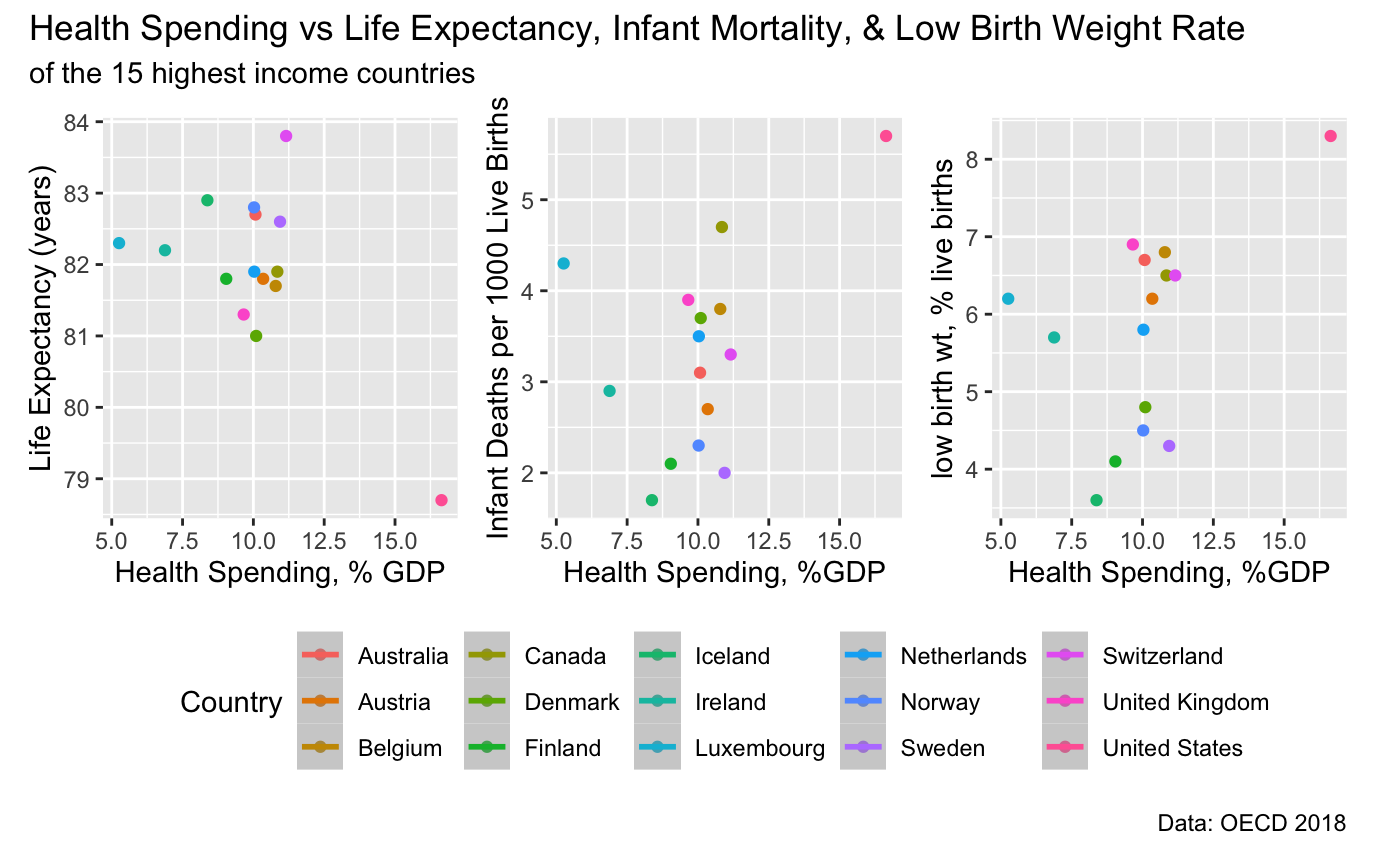 Health Spending vs Life Expectancy, Infant Mortality, & Low Birth Weight Rate
of the 15 highest income countries
Life Expectancy (years)
84
83
82
81
80
79
5.0 7.5 10.0 12.5 15.0
Health Spending, % GDP
Infant Deaths per 1000 Live Births
5
4
3
2
5.0 7.5 10.0 12.5 15.0
Health Spending, %GDP
low birth wt, % live births
8
7
6
5
4
5.0 7.5 10.0 12.5 15.0
Health Spending, %GDP
Country
Australia
Austria
Belgium
Canada
Denmark
Finland
Iceland
Ireland
Luxembourg
Netherlands
Norway
Sweden
Switzerland
United Kingdom
United States
Data: OECD 2018